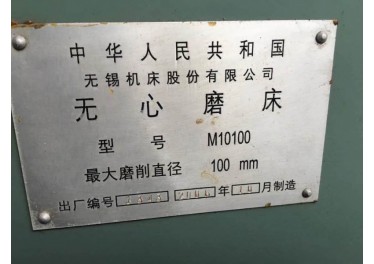 中华人民共和国
无锡机床股份有限公司
无心磨床
型号 M10100
最大磨削直径 100 mm
出厂编号 年 月制造